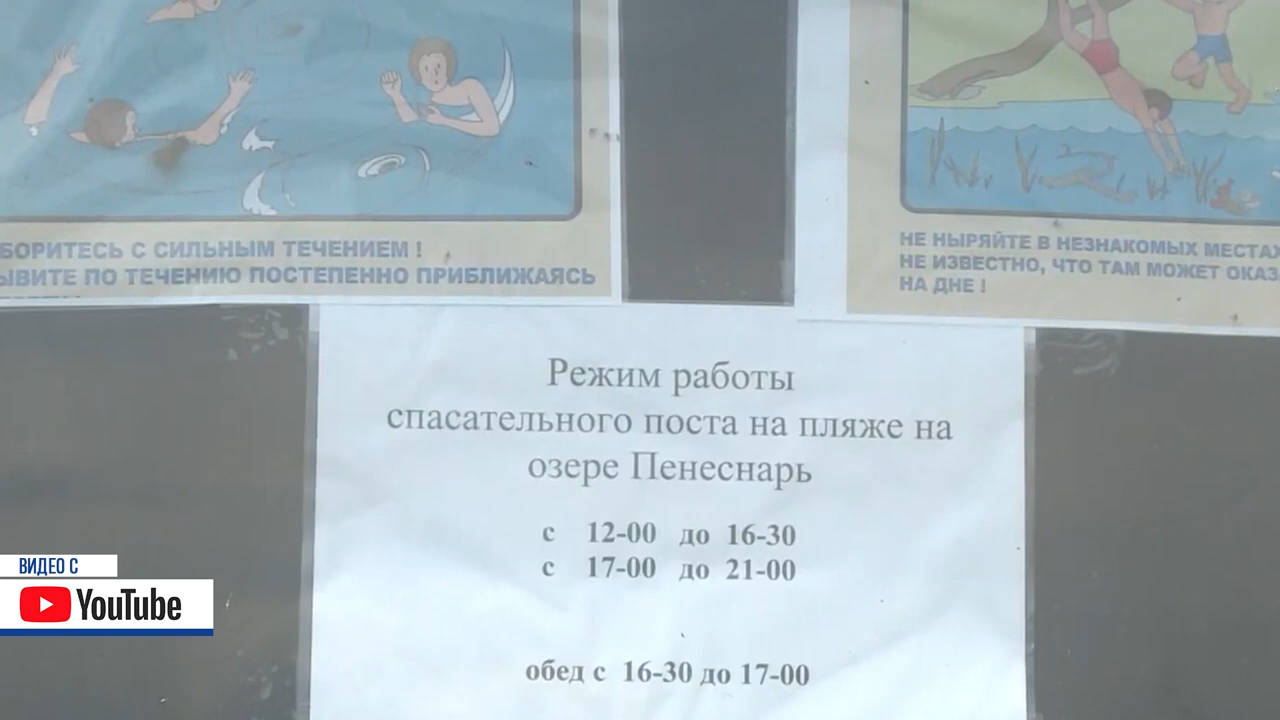 БОРИТЕСЬ С СИЛЬНЫМ ТЕЧЕНИЕМ !
ЫВИТЕ ПО ТЕЧЕНИЮ ПОСТЕПЕННО ПРИБЛИЖАЯСЬ
НЕ НЫРЯЙТЕ В НЕЗНАКОМЫХ МЕСТАХ
НЕ ИЗВЕСТНО, ЧТО ТАМ МОЖЕТ ОКАЗ
НА ДНЕ !
Режим работы
спасательного поста на пляже на
озере Пенеснарь
с 12-00 до 16-30
с 17-00 до 21-00
обед с 16-30 до 17-00
ВИДЕО С
YouTube